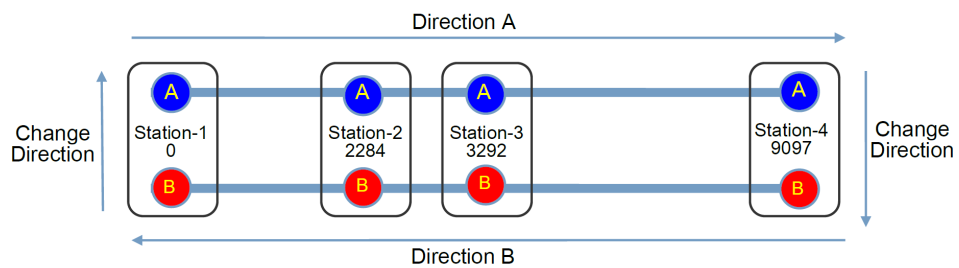 Direction A
A
A
A
A
Change
Direction
Station-1
0
Station-2
2284
Station-3
3292
Station-4
9097
Change
Direction
B
B
B
B
Direction B